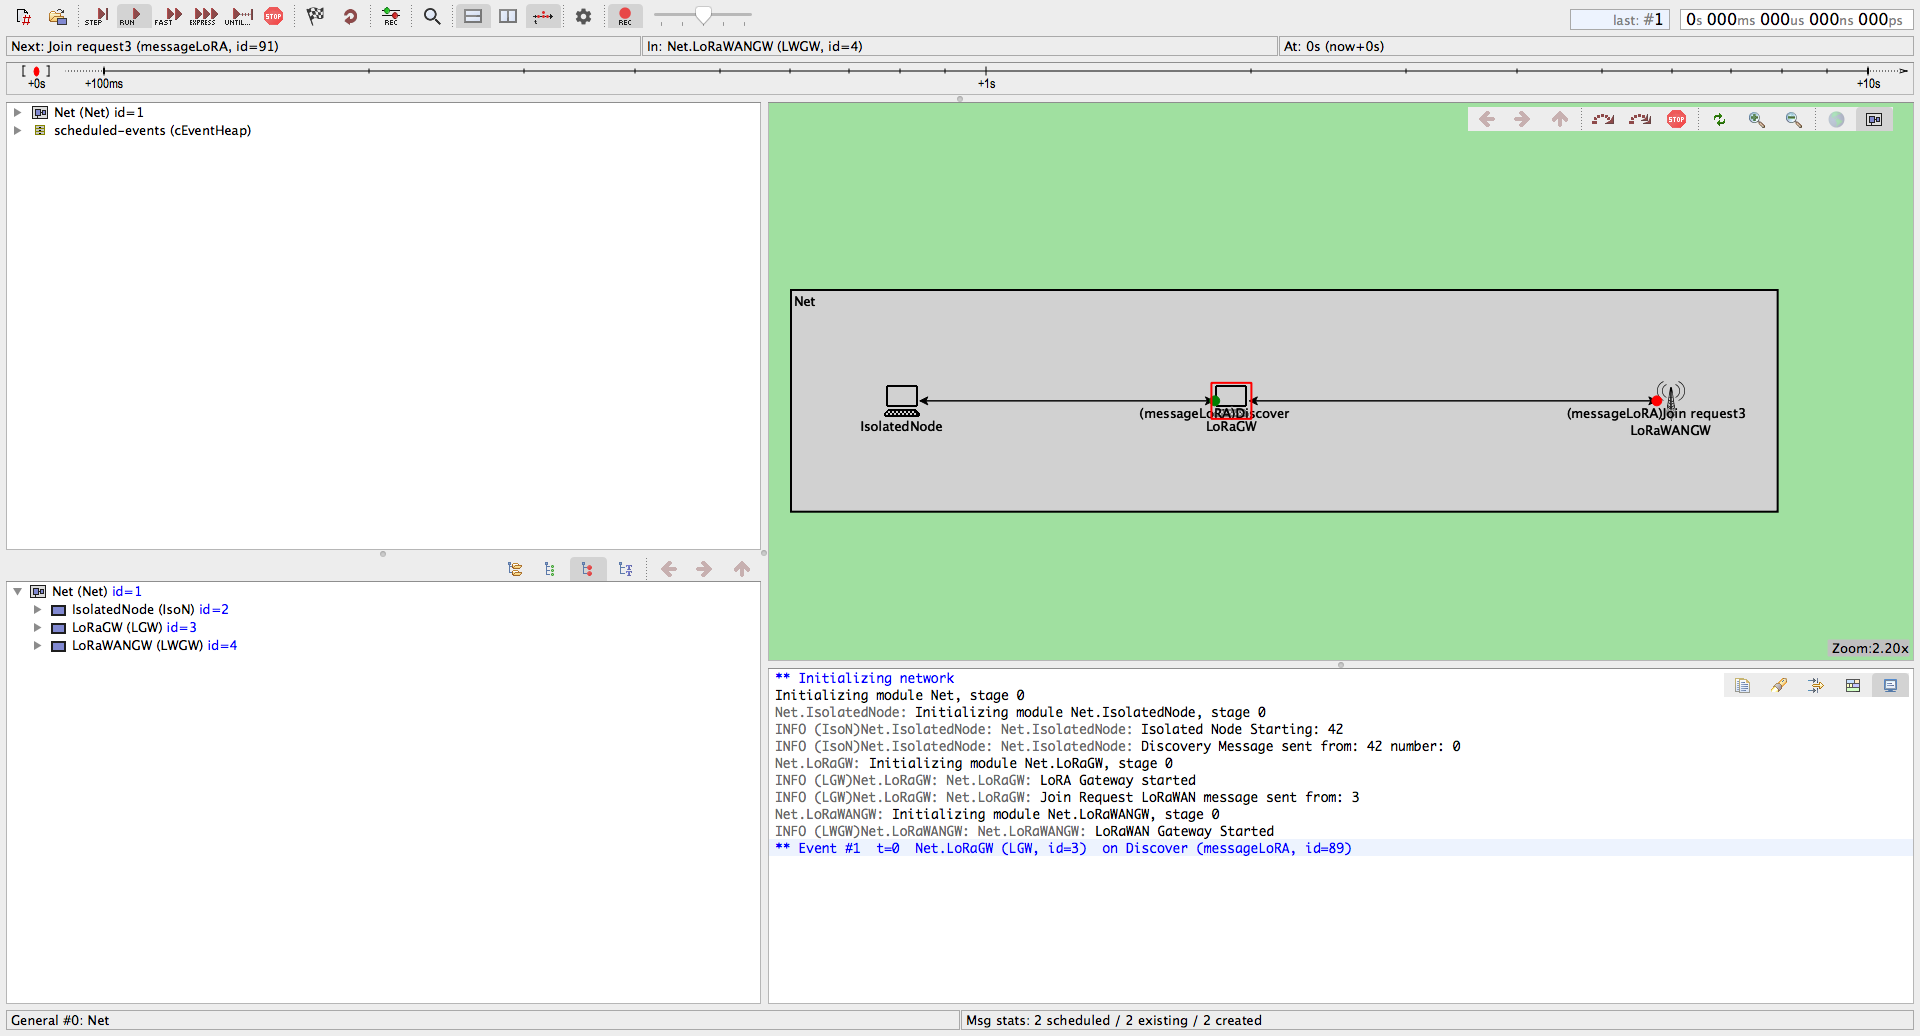 STEP RUN FAST EXPRESS UNTIL... STOP REC REC
last: #1 0s 000ms 000us 000ns 000ps
Next: Join request3 (messageLoRA, id=91) In: Net.LoRaWANGW (LWGW, id=4) At: 0s (now+0s)
+0s +100ms +1s +10s
Net (Net) id=1
scheduled-events (cEventHeap)
STOP
Net
(messageLoRA)Discover (messageLoRA)Join request3
IsolatedNode LoRaGW LoRaWANGW
Zoom:2.20x
Net (Net) id=1
IsolatedNode (IsoN) id=2
LoRaGW (LGW) id=3
LoRaWANGW (LWGW) id=4
** Initializing network
Initializing module Net, stage 0
Net.IsolatedNode: Initializing module Net.IsolatedNode, stage 0
INFO (IsoN)Net.IsolatedNode: Net.IsolatedNode: Isolated Node Starting: 42
INFO (IsoN)Net.IsolatedNode: Net.IsolatedNode: Discovery Message sent from: 42 number: 0
Net.LoRaGW: Initializing module Net.LoRaGW, stage 0
INFO (LGW)Net.LoRaGW: Net.LoRaGW: LoRA Gateway started
INFO (LGW)Net.LoRaGW: Net.LoRaGW: Join Request LoRaWAN message sent from: 3
Net.LoRaWANGW: Initializing module Net.LoRaWANGW, stage 0
INFO (LWGW)Net.LoRaWANGW: Net.LoRaWANGW: LoRaWAN Gateway Started
** Event #1 t=0 Net.LoRaGW (LGW, id=3) on Discover (messageLoRA, id=89)
General #0: Net Msg stats: 2 scheduled / 2 existing / 2 created